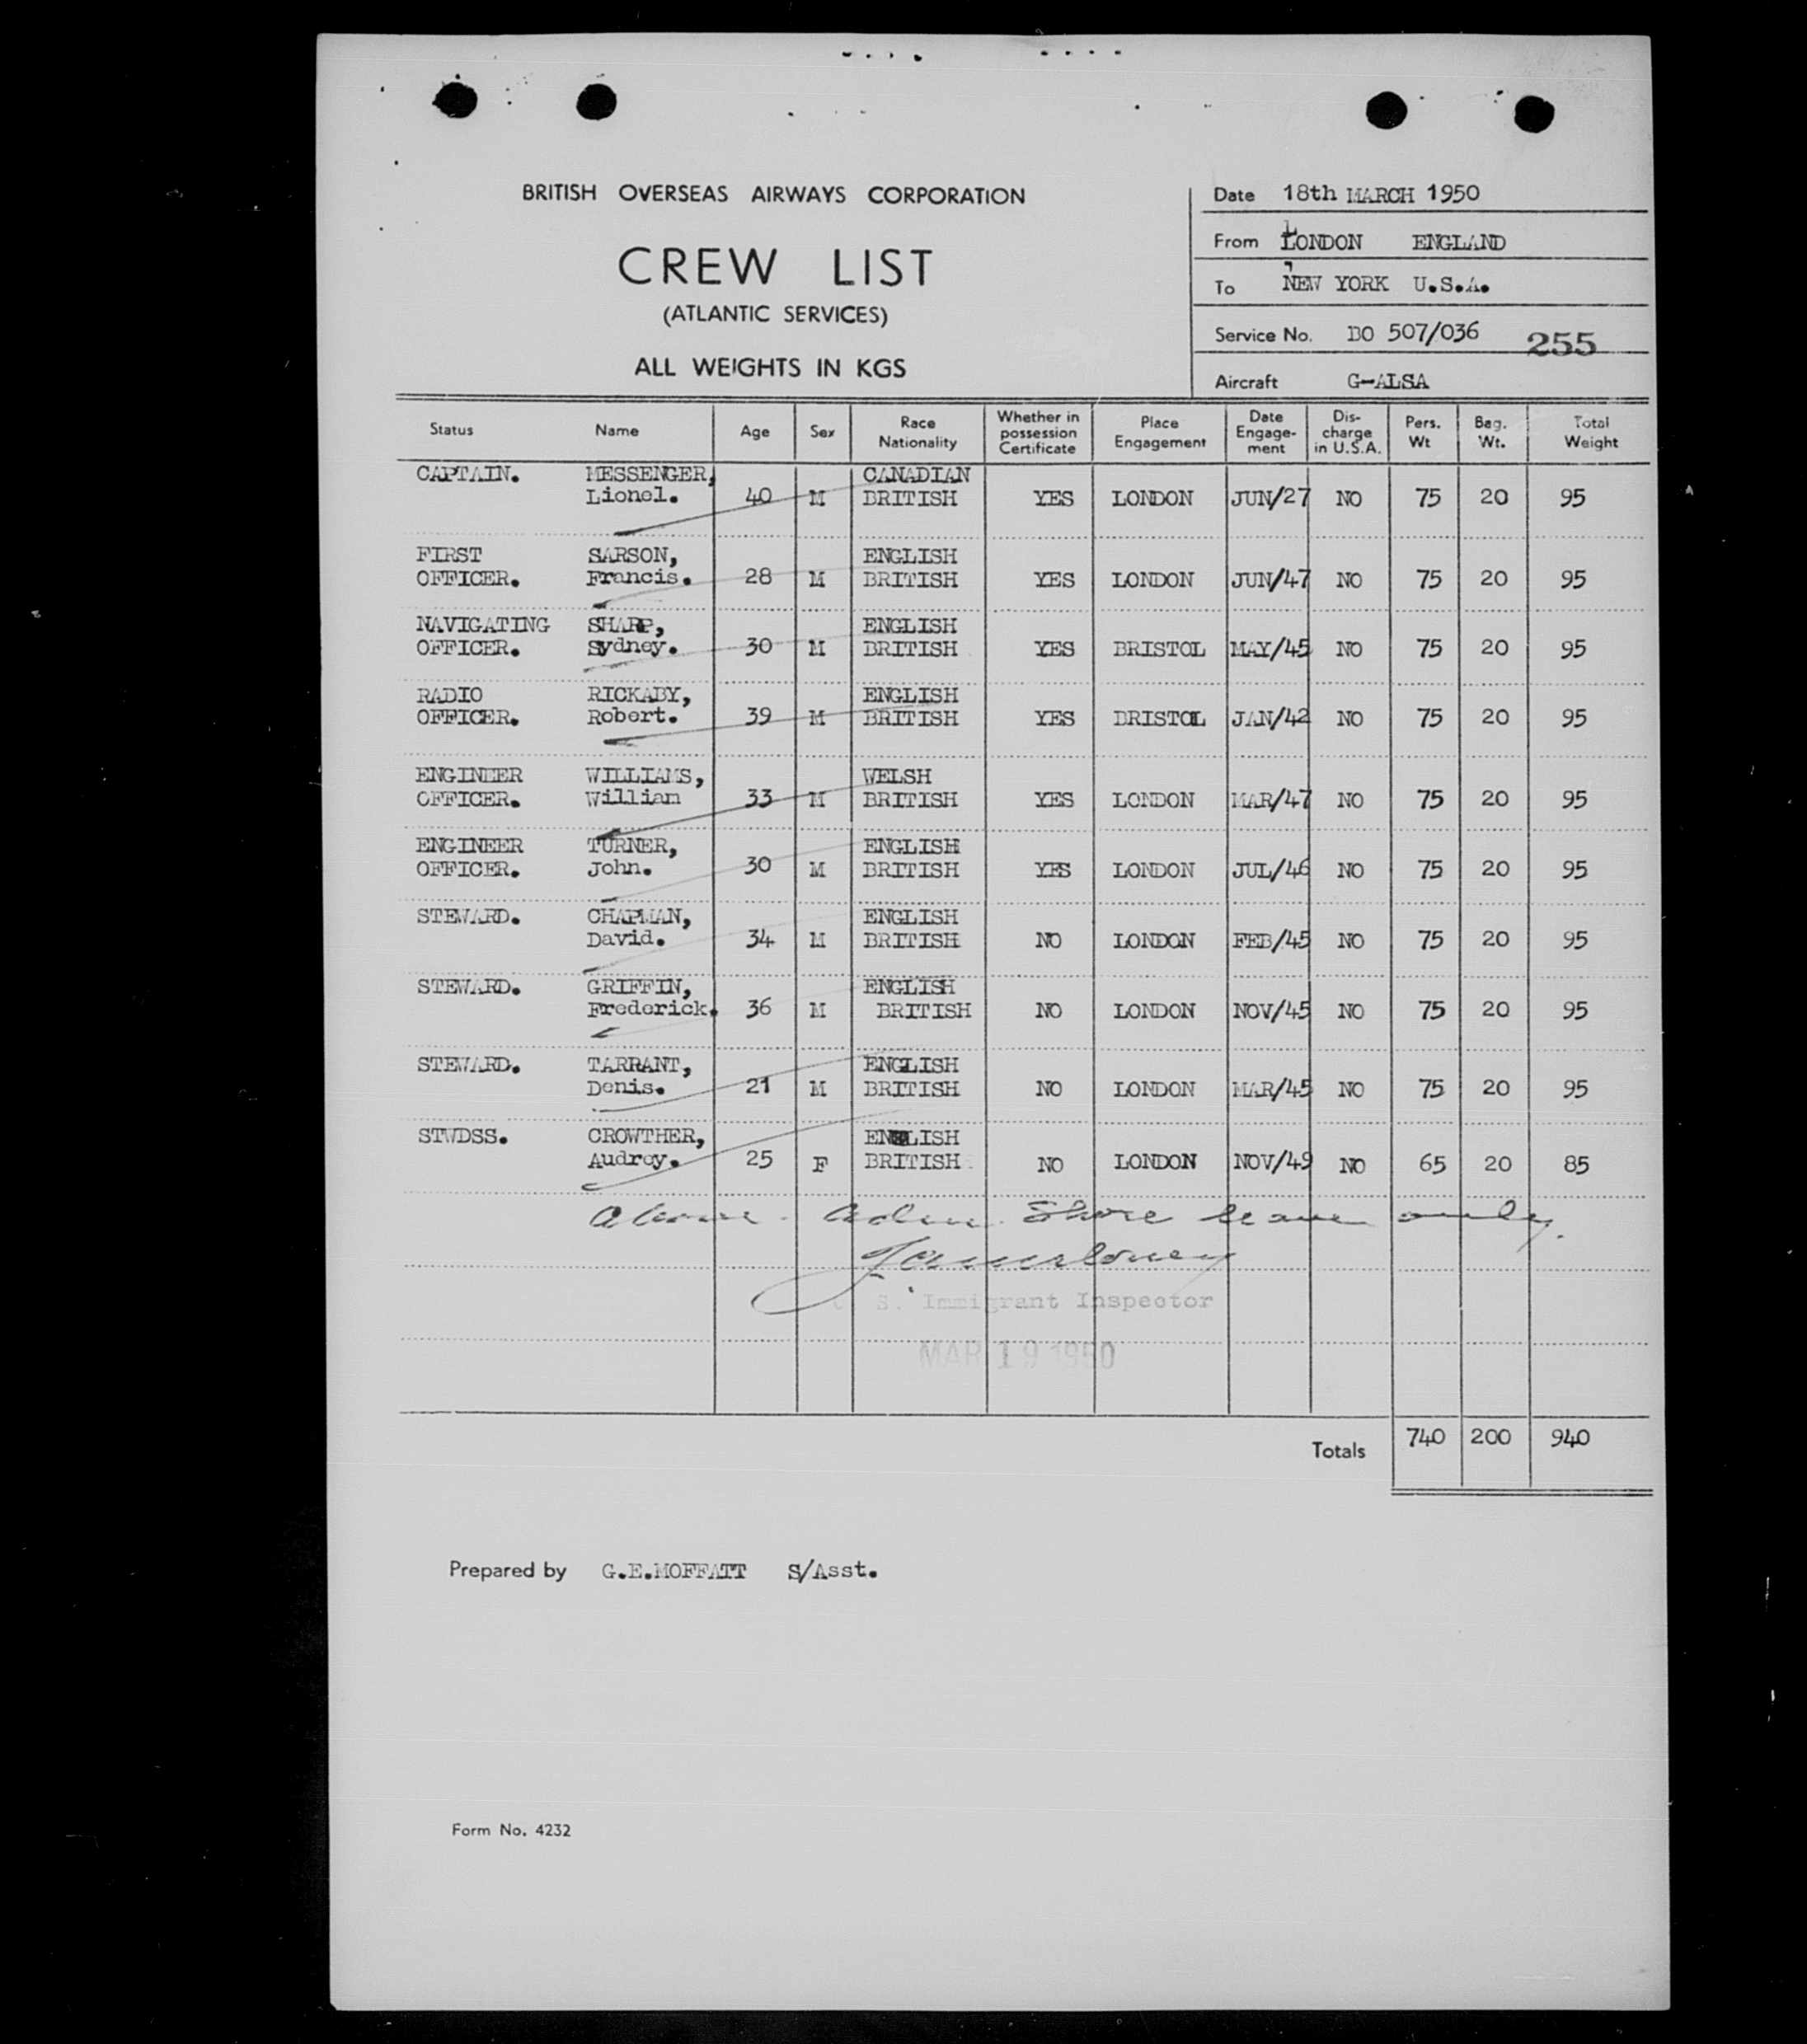 BRITISH OVERSEAS AIRWAYS CORPORATION
CREW LIST
(ATLANTIC SERVICES)
ALL WEIGHTS IN KGS
Date 18th MARCH 1950
From LONDON ENGLAND
To NEW YORK U.S.A.
Service No. BO 507/036 255
Aircraft G-ALSA
Status Name Age Sex Race Nationality Whether in possession Certificate Place Engagement Date Engage-ment Dis-charge in U.S.A. Pers. Wt Bag. Wt. Total Weight
CAPTAIN. MESSENGER, CANADIAN
Lionel. 40 M BRITISH YES LONDON JUN/27 NO 75 20 95
FIRST SARSON, ENGLISH
OFFICER. Francis. 28 M BRITISH YES LONDON JUN/47 NO 75 20 95
NAVIGATING SHARP, ENGLISH
OFFICER. Sydney. 30 M BRITISH YES BRISTOL MAY/45 NO 75 20 95
RADIO RICKABY, ENGLISH
OFFICER. Robert. 39 M BRITISH YES BRISTOL JAN/42 NO 75 20 95
ENGINEER WILLIAMS, WELSH
OFFICER. William 33 M BRITISH YES LONDON MAR/47 NO 75 20 95
ENGINEER TURNER, ENGLISH
OFFICER. John. 30 M BRITISH YES LONDON JUL/46 NO 75 20 95
STEWARD. CHAPMAN, ENGLISH
David. 34 M BRITISH NO LONDON FEB/45 NO 75 20 95
STEWARD. GRIFFIN, ENGLISH
Frederick. 36 M BRITISH NO LONDON NOV/45 NO 75 20 95
STEWARD. TARRANT, ENGLISH
Denis. 21 M BRITISH NO LONDON MAR/45 NO 75 20 95
STWDSS. CROWTHER, ENGLISH
Audrey. 25 F BRITISH NO LONDON NOV/49 NO 65 20 85
Above. Adm. Shore leave only.
S. Immigrant Inspector
MAR 19 1950
Totals 740 200 940
Prepared by G.E.MOFFATT S/Asst.
Form No. 4232